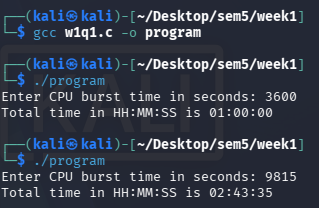 ┌──(kali㉿kali)-[~/Desktop/sem5/week1]
└─$ gcc w1q1.c -o program
┌──(kali㉿kali)-[~/Desktop/sem5/week1]
└─$ ./program
Enter CPU burst time in seconds: 3600
Total time in HH:MM:SS is 01:00:00
┌──(kali㉿kali)-[~/Desktop/sem5/week1]
└─$ ./program
Enter CPU burst time in seconds: 9815
Total time in HH:MM:SS is 02:43:35